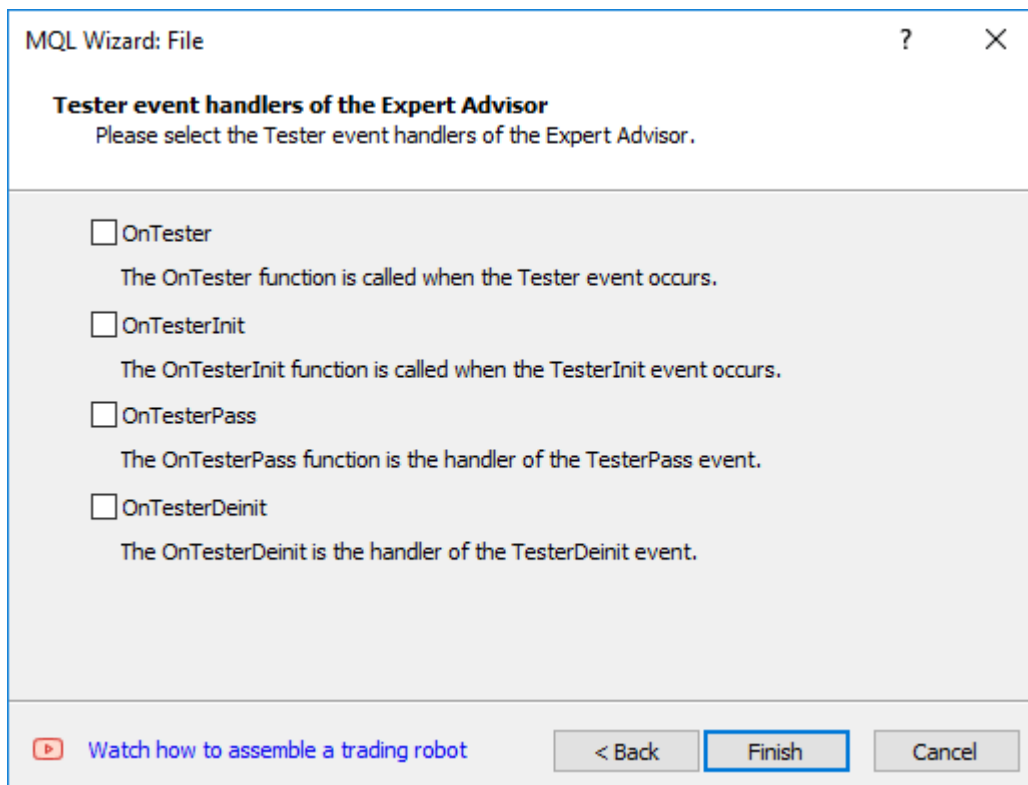 MQL Wizard: File
?
Tester event handlers of the Expert Advisor
Please select the Tester event handlers of the Expert Advisor.
OnTester
The OnTester function is called when the Tester event occurs.
OnTesterInit
The OnTesterInit function is called when the TesterInit event occurs.
OnTesterPass
The OnTesterPass function is the handler of the TesterPass event.
OnTesterDeinit
The OnTesterDeinit is the handler of the TesterDeinit event.
Watch how to assemble a trading robot
< Back
Finish
Cancel